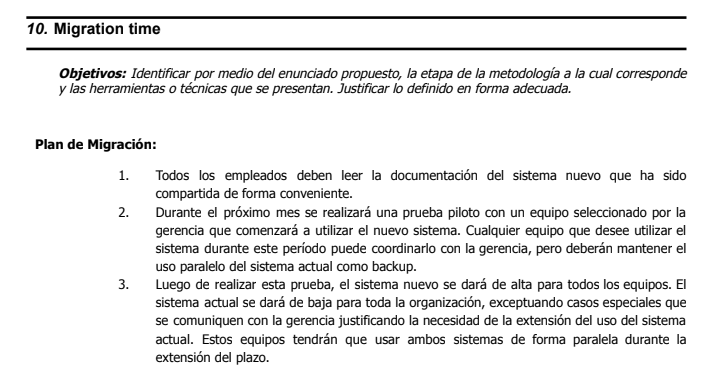 10. Migration time
Objetivos: Identificar por medio del enunciado propuesto, la etapa de la metodología a la cual corresponde
y las herramientas o técnicas que se presentan. Justificar lo definido en forma adecuada.
Plan de Migración:
1. Todos los empleados deben leer la documentación del sistema nuevo que ha sido
compartida de forma conveniente.
2. Durante el próximo mes se realizará una prueba piloto con un equipo seleccionado por la
gerencia que comenzará a utilizar el nuevo sistema. Cualquier equipo que desee utilizar el
sistema durante este período puede coordinarlo con la gerencia, pero deberán mantener el
uso paralelo del sistema actual como backup.
3. Luego de realizar esta prueba, el sistema nuevo se dará de alta para todos los equipos. El
sistema actual se dará de baja para toda la organización, exceptuando casos especiales que
se comuniquen con la gerencia justificando la necesidad de la extensión del uso del sistema
actual. Estos equipos tendrán que usar ambos sistemas de forma paralela durante la
extensión del plazo.